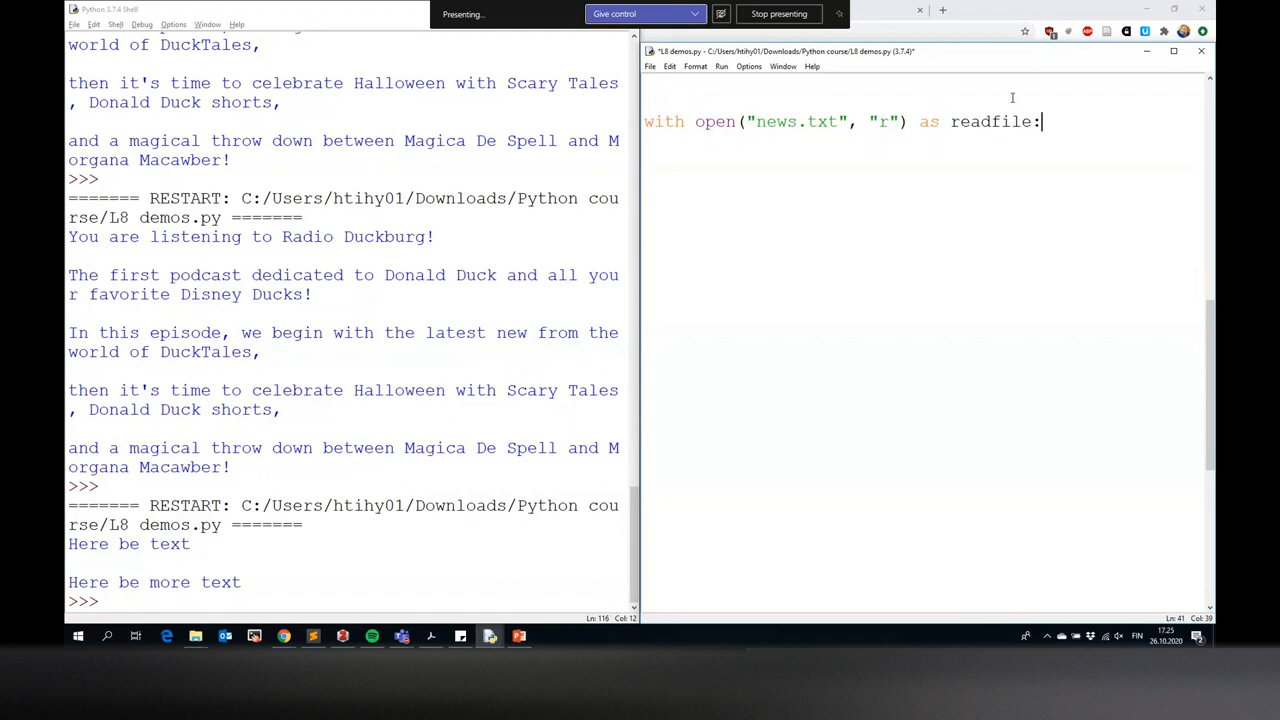 Python 3.7.4 Shell
File Edit Shell Debug Options Window Help
world of DuckTales,
then it's time to celebrate Halloween with Scary Tales
, Donald Duck shorts,
and a magical throw down between Magica De Spell and M
organa Macawber!
>>>
======= RESTART: C:/Users/htihy01/Downloads/Python cou
rse/L8 demos.py =======
You are listening to Radio Duckburg!
The first podcast dedicated to Donald Duck and all you
r favorite Disney Ducks!
In this episode, we begin with the latest new from the
world of DuckTales,
then it's time to celebrate Halloween with Scary Tales
, Donald Duck shorts,
and a magical throw down between Magica De Spell and M
organa Macawber!
>>>
======= RESTART: C:/Users/htihy01/Downloads/Python cou
rse/L8 demos.py =======
Here be text
Here be more text
>>>
Ln: 116 Col: 12
Presenting...
Give control
Stop presenting
*L8 demos.py - C:/Users/htihy01/Downloads/Python course/L8 demos.py (3.7.4)*
File Edit Format Run Options Window Help
with open("news.txt", "r") as readfile:
Ln: 41 Col: 39
FIN
17.25
26.10.2020